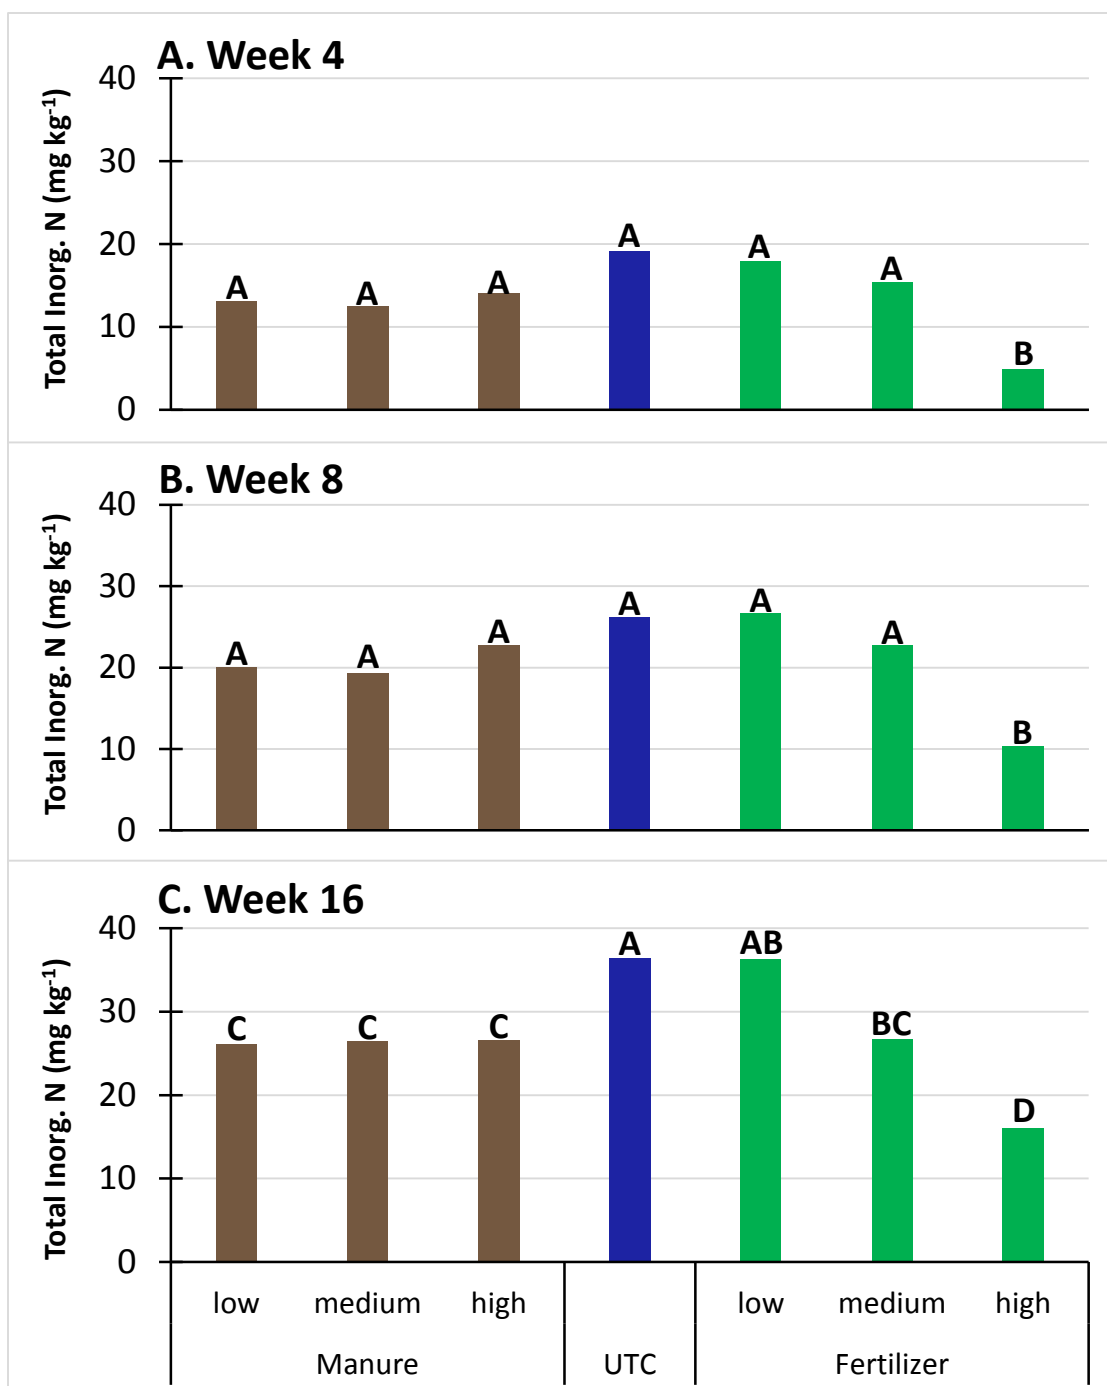 A. Week 4
Total Inorg. N (mg kg⁻¹)
40
30
20
10
0
A A A A A A B
B. Week 8
Total Inorg. N (mg kg⁻¹)
40
30
20
10
0
A A A A A A B
C. Week 16
Total Inorg. N (mg kg⁻¹)
40
30
20
10
0
C C C A AB BC D
low medium high low medium high
Manure UTC Fertilizer